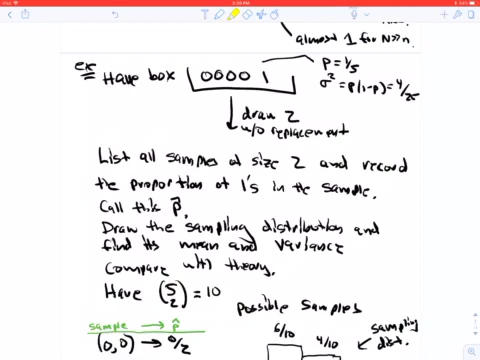 3:00 PM
almost 1 for N>>n.
ex Have box [0000 1] p = 1/5
σ² = p(1-p) = 4/25
draw 2
w/o replacement
List all samples of size 2 and record
the proportion of 1's in the sample.
Call this p̂.
Draw the sampling distribution and
find its mean and variance
Compare with theory.
Have (5 2) = 10 possible samples
sample → p̂
(0,0) → 0/2
6/10 4/10 sampling
dist.